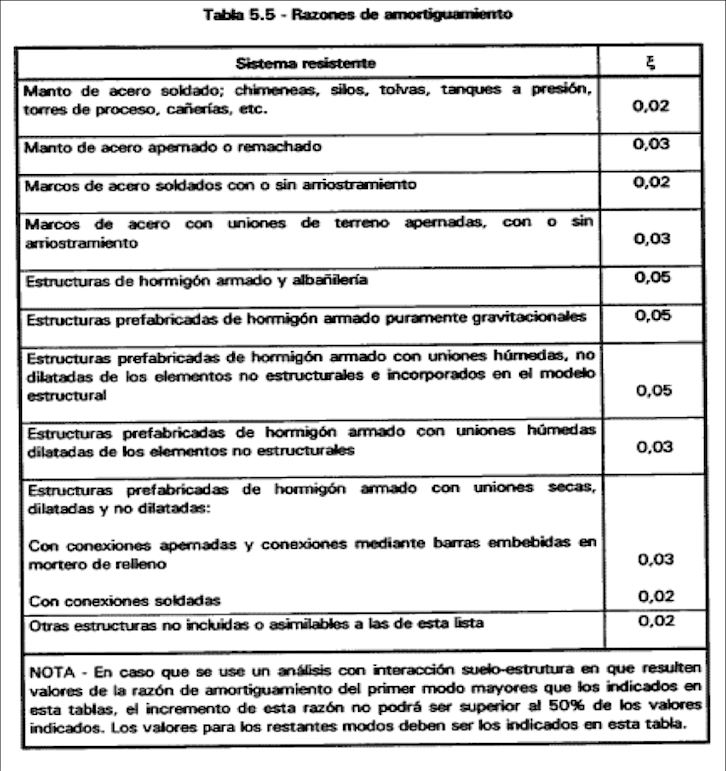 Tabla 5.5 - Razones de amortiguamiento
Sistema resistente ξ
Manto de acero soldado; chimeneas, silos, tolvas, tanques a presión,
torres de proceso, cañerías, etc. 0,02
Manto de acero apernado o remachado 0,03
Marcos de acero soldados con o sin arriostramiento 0,02
Marcos de acero con uniones de terreno apernadas, con o sin
arriostramiento 0,03
Estructuras de hormigón armado y albañilería 0,05
Estructuras prefabricadas de hormigón armado puramente gravitacionales 0,05
Estructuras prefabricadas de hormigón armado con uniones húmedas, no
dilatadas de los elementos no estructurales e incorporados en el modelo
estructural 0,05
Estructuras prefabricadas de hormigón armado con uniones húmedas
dilatadas de los elementos no estructurales 0,03
Estructuras prefabricadas de hormigón armado con uniones secas,
dilatadas y no dilatadas:
Con conexiones apernadas y conexiones mediante barras embebidas en
mortero de relleno 0,03
Con conexiones soldadas 0,02
Otras estructuras no incluidas o asimilables a las de esta lista 0,02
NOTA - En caso que se use un análisis con interacción suelo-estrutura en que resulten
valores de la razón de amortiguamiento del primer modo mayores que los indicados en
esta tablas, el incremento de esta razón no podrá ser superior al 50% de los valores
indicados. Los valores para los restantes modos deben ser los indicados en esta tabla.